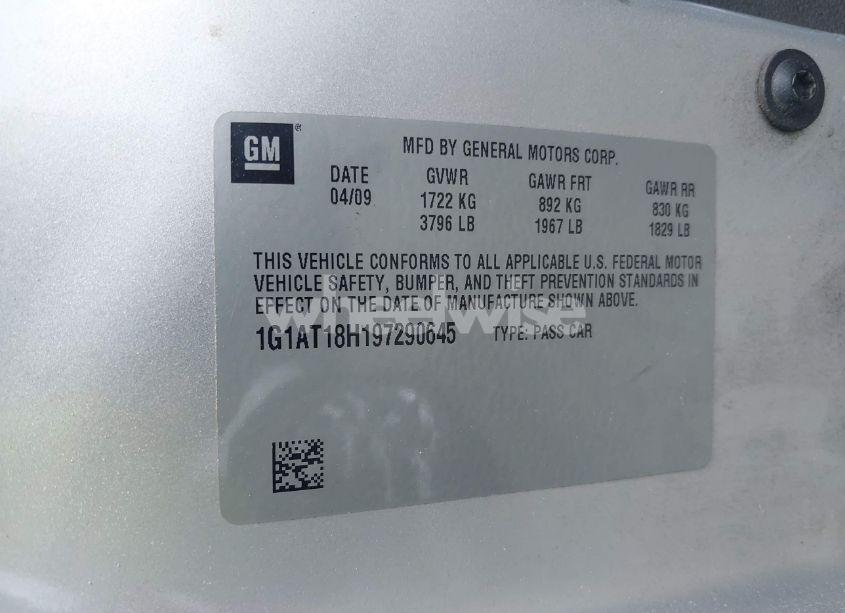 GM®
MFD BY GENERAL MOTORS CORP.
DATE GVWR GAWR FRT GAWR RR
04/09 1722 KG 892 KG 830 KG
3796 LB 1967 LB 1829 LB
THIS VEHICLE CONFORMS TO ALL APPLICABLE U.S. FEDERAL MOTOR
VEHICLE SAFETY, BUMPER, AND THEFT PREVENTION STANDARDS IN
EFFECT ON THE DATE OF MANUFACTURE SHOWN ABOVE.
wheelwise
1G1AT18H197290645 TYPE: PASS CAR